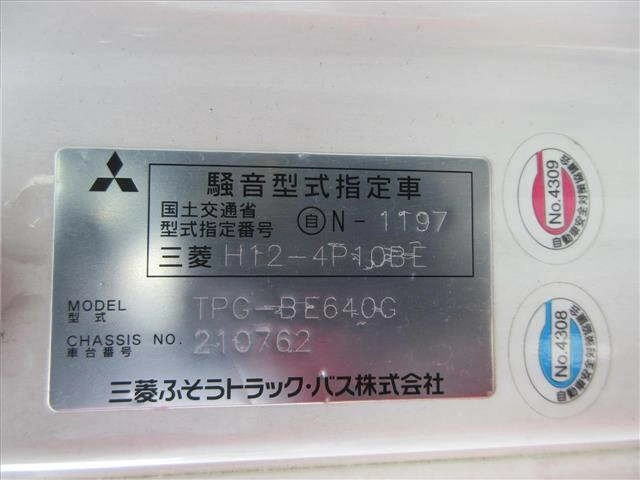 騒音型式指定車
国土交通省
型式指定番号 自N-1197
三菱 H12-4P10BE
MODEL
型式
TPG-BE640G
CHASSIS NO.
車台番号
210762
三菱ふそうトラック・バス株式会社
No.4309
No.4308